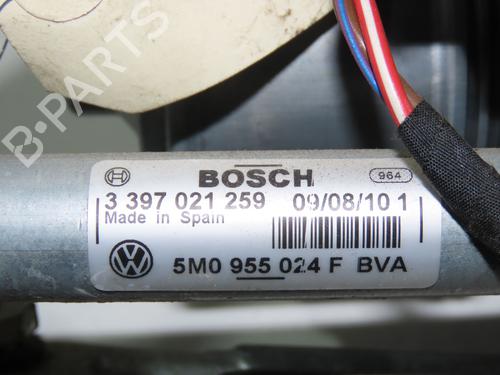 B-PARTS
BOSCH
964
3 397 021 259 09/08/10 1
Made in Spain
5M0 955 024 F BVA